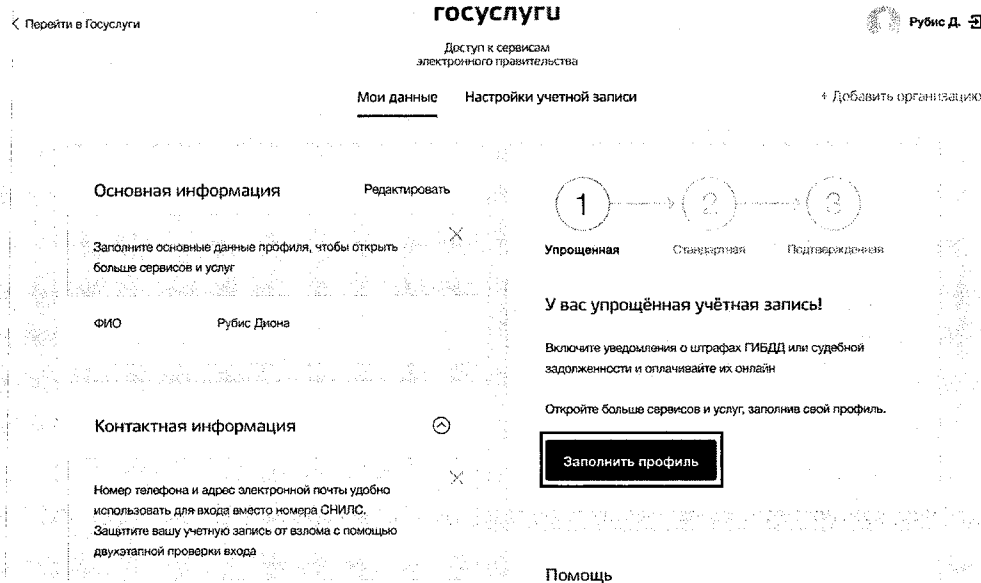 Перейти в Госуслуги
госуслуги
Рубис Д.
Доступ к сервисам
электронного правительства
Мои данные
Настройки учетной записи
+ Добавить организацию
Основная информация
Редактировать
Заполните основные данные профиля, чтобы открыть
больше сервисов и услуг
ФИО
Рубис Диона
Контактная информация
Номер телефона и адрес электронной почты удобно
использовать для входа вместо номера СНИЛС.
Защитите вашу учетную запись от взлома с помощью
двухэтапной проверки входа
1
2
3
Упрощенная
Стандартная
Подтвержденная
У вас упрощённая учётная запись!
Включите уведомления о штрафах ГИБДД или судебной
задолженности и оплачивайте их онлайн
Откройте больше сервисов и услуг, заполнив свой профиль.
Заполнить профиль
Помощь